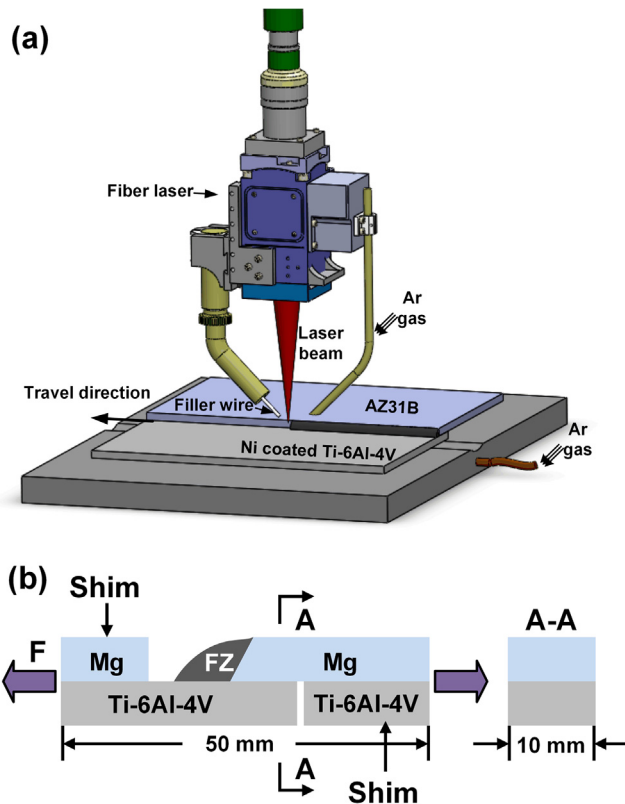 (a)
Fiber laser
Ar
gas
Laser
beam
Travel direction
Filler wire
AZ31B
Ni coated Ti-6Al-4V
Ar
gas
(b)
Shim
A
A-A
F
Mg
FZ
Mg
Ti-6Al-4V
Ti-6Al-4V
50 mm
10 mm
A
Shim